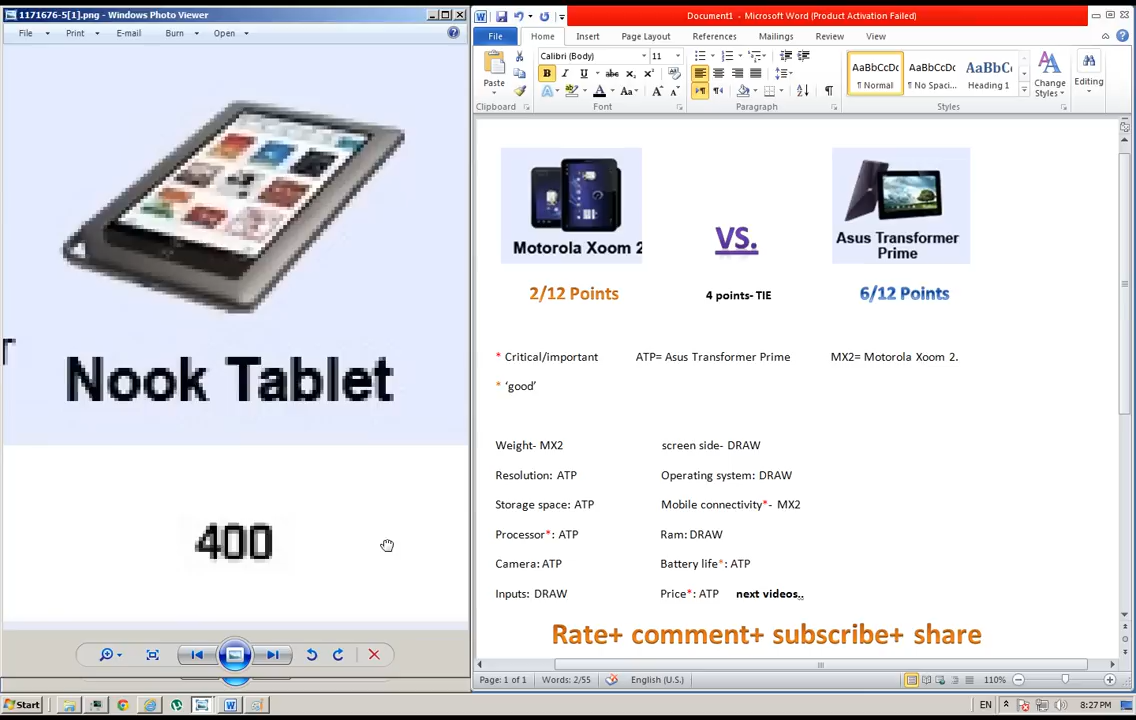 1171676-5[1].png - Windows Photo Viewer
File Print E-mail Burn Open
Nook Tablet
400
Document1 - Microsoft Word (Product Activation Failed)
File Home Insert Page Layout References Mailings Review View
Calibri (Body) 11
AaBbCcDc AaBbCcDc AaBbC
Paste
¶ Normal ¶ No Spaci... Heading 1 Change Styles Editing
Clipboard Font Paragraph Styles
Motorola Xoom 2
VS.
Asus Transformer
Prime
2/12 Points 4 points- TIE 6/12 Points
* Critical/important ATP= Asus Transformer Prime MX2= Motorola Xoom 2.
* ‘good’
Weight- MX2 screen side- DRAW
Resolution: ATP Operating system: DRAW
Storage space: ATP Mobile connectivity*- MX2
Processor*: ATP Ram: DRAW
Camera: ATP Battery life*: ATP
Inputs: DRAW Price*: ATP next videos..
Rate+ comment+ subscribe+ share
Page: 1 of 1 Words: 2/55 English (U.S.) 110%
Start EN 8:27 PM